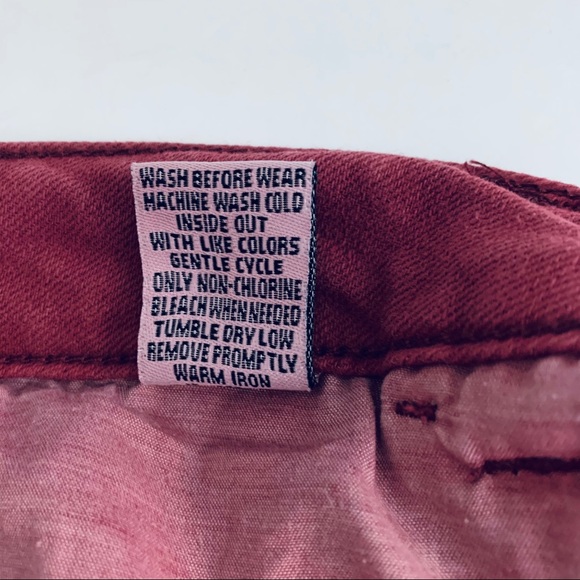 WASH BEFORE WEAR
MACHINE WASH COLD
INSIDE OUT
WITH LIKE COLORS
GENTLE CYCLE
ONLY NON-CHLORINE
BLEACH WHEN NEEDED
TUMBLE DRY LOW
REMOVE PROMPTLY
WARM IRON